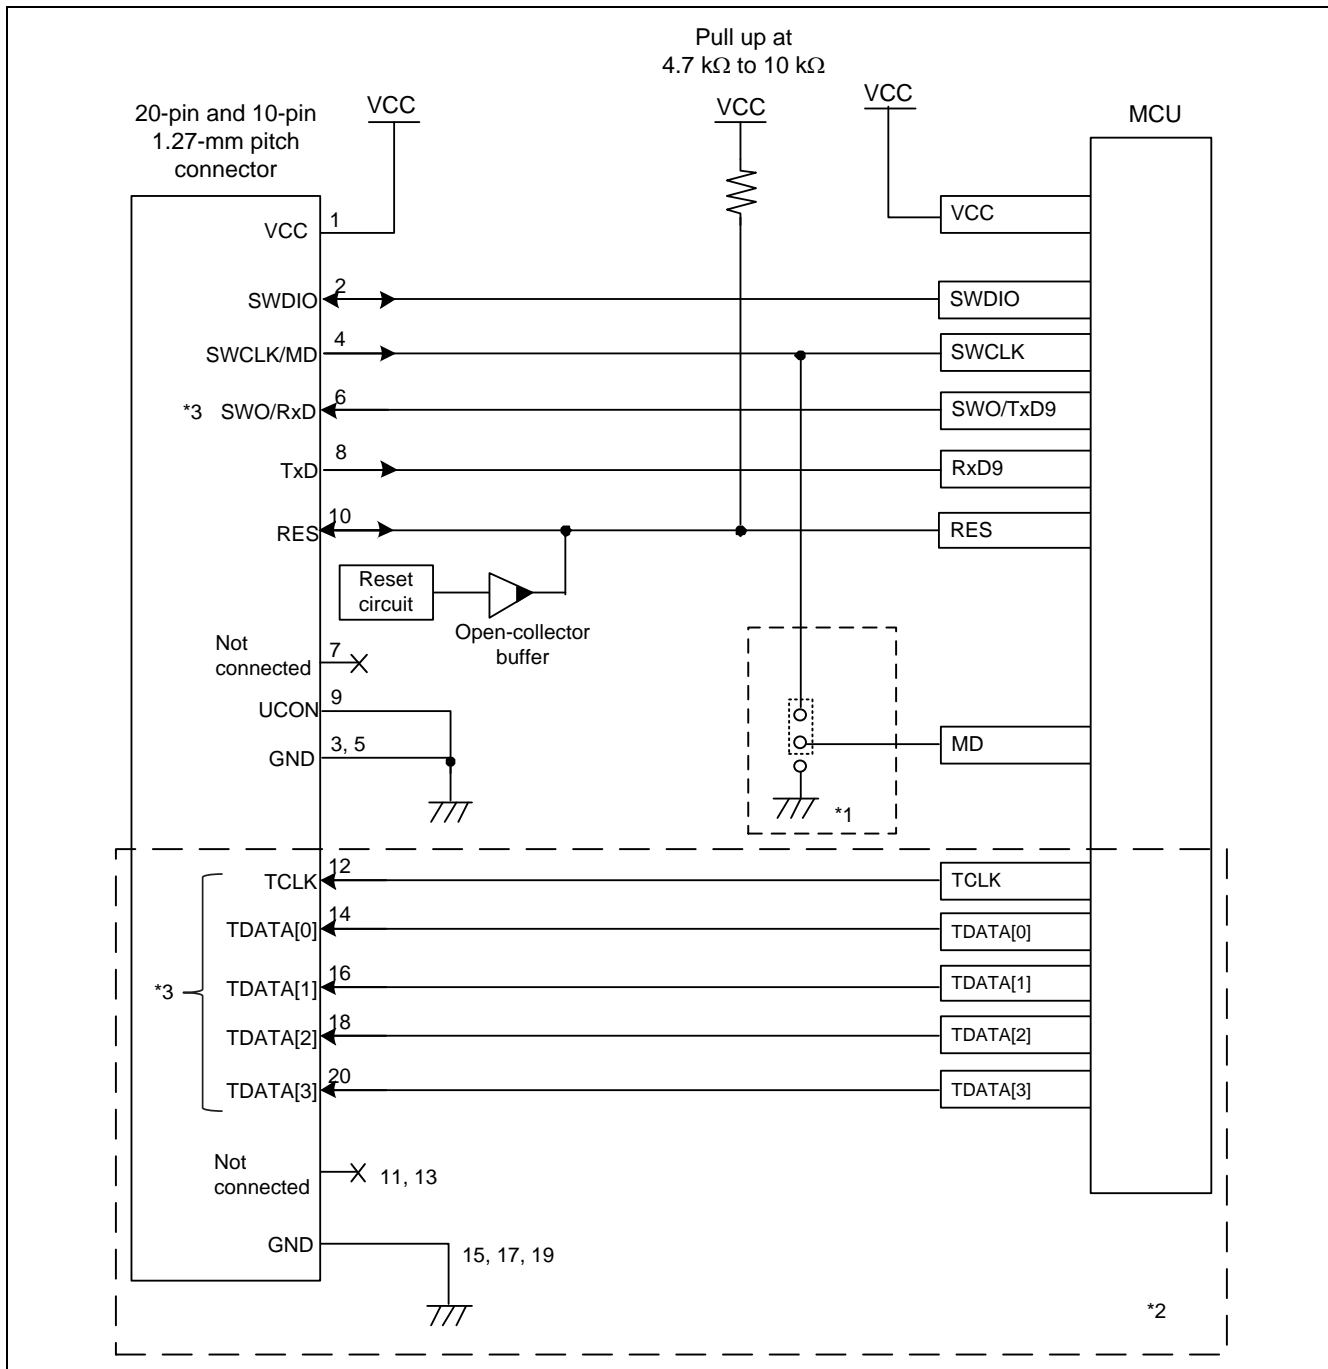 Pull up at
4.7 kΩ to 10 kΩ
20-pin and 10-pin
1.27-mm pitch
connector
VCC
VCC
VCC
MCU
VCC
1
VCC
SWDIO
2
SWDIO
SWCLK/MD
4
SWCLK
*3 SWO/RxD
6
SWO/TxD9
TxD
8
RxD9
RES
10
RES
Reset
circuit
Open-collector
buffer
Not
connected
7
UCON
9
GND
3, 5
MD
*1
TCLK
12
TCLK
TDATA[0]
14
TDATA[0]
*3
TDATA[1]
16
TDATA[1]
TDATA[2]
18
TDATA[2]
TDATA[3]
20
TDATA[3]
Not
connected
11, 13
GND
15, 17, 19
*2